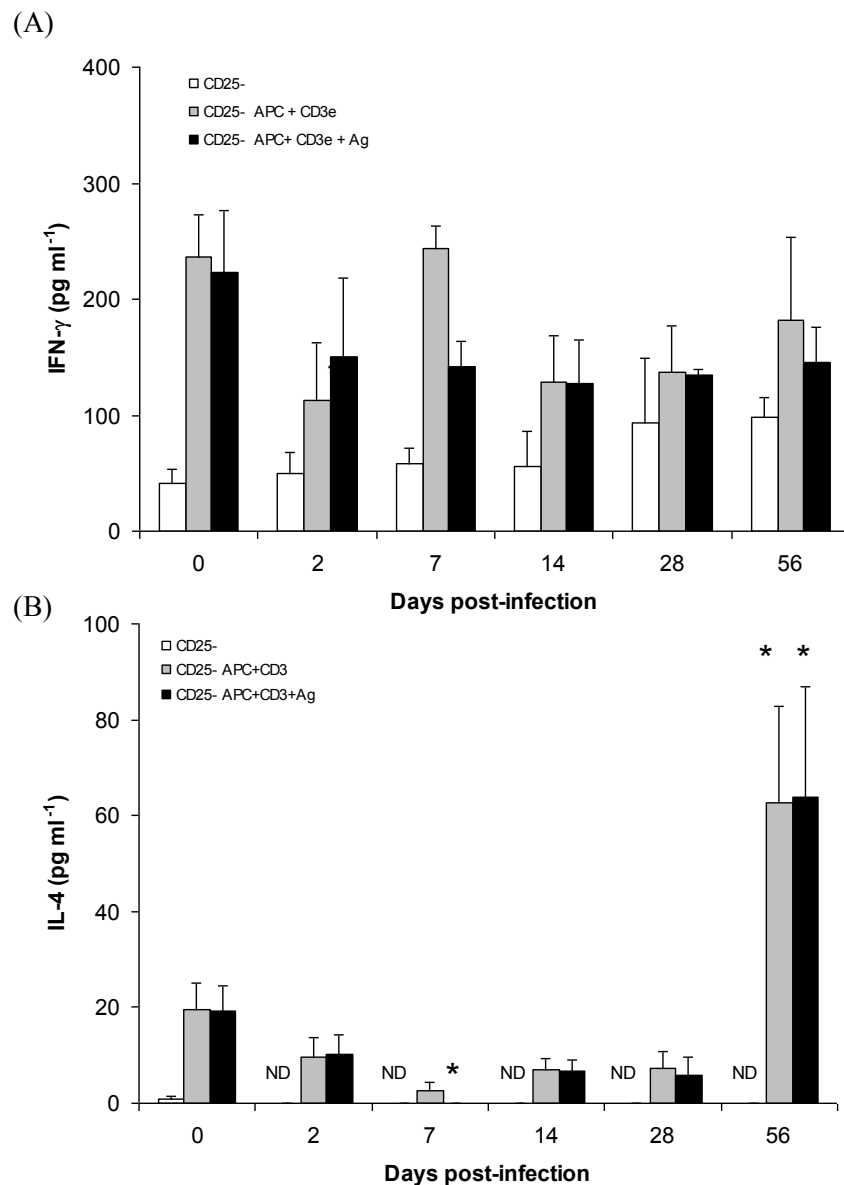 (A)
400
300
200
100
0
IFN-γ (pg ml⁻¹)
CD25-
CD25- APC + CD3e
CD25- APC+ CD3e + Ag
0 2 7 14 28 56
Days post-infection
(B)
100
80
60
40
20
0
IL-4 (pg ml⁻¹)
CD25-
CD25- APC+CD3
CD25- APC+CD3+Ag
* *
ND ND * ND ND ND
0 2 7 14 28 56
Days post-infection